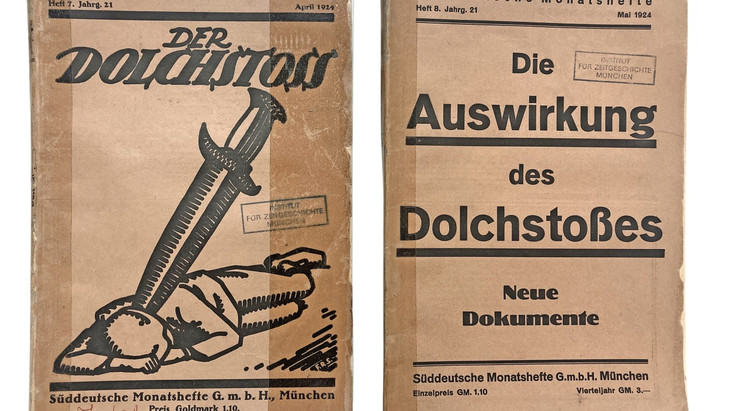 Heft 7. Jahrg. 21 April 1924
DER
DOLCHSTOSS
INSTITUT
FÜR ZEITGESCHICHTE
MÜNCHEN
Süddeutsche Monatshefte G. m. b. H., München
Preis Goldmark 1.10.
Monatshefte
Heft 8. Jahrg. 21 Mai 1924
INSTITUT
FÜR ZEITGESCHICHTE
MÜNCHEN
Die
Auswirkung
des
Dolchstoßes
Neue
Dokumente
Süddeutsche Monatshefte G.m.b.H. München
Einzelpreis GM. 1.10 Vierteljahr GM. 3.—